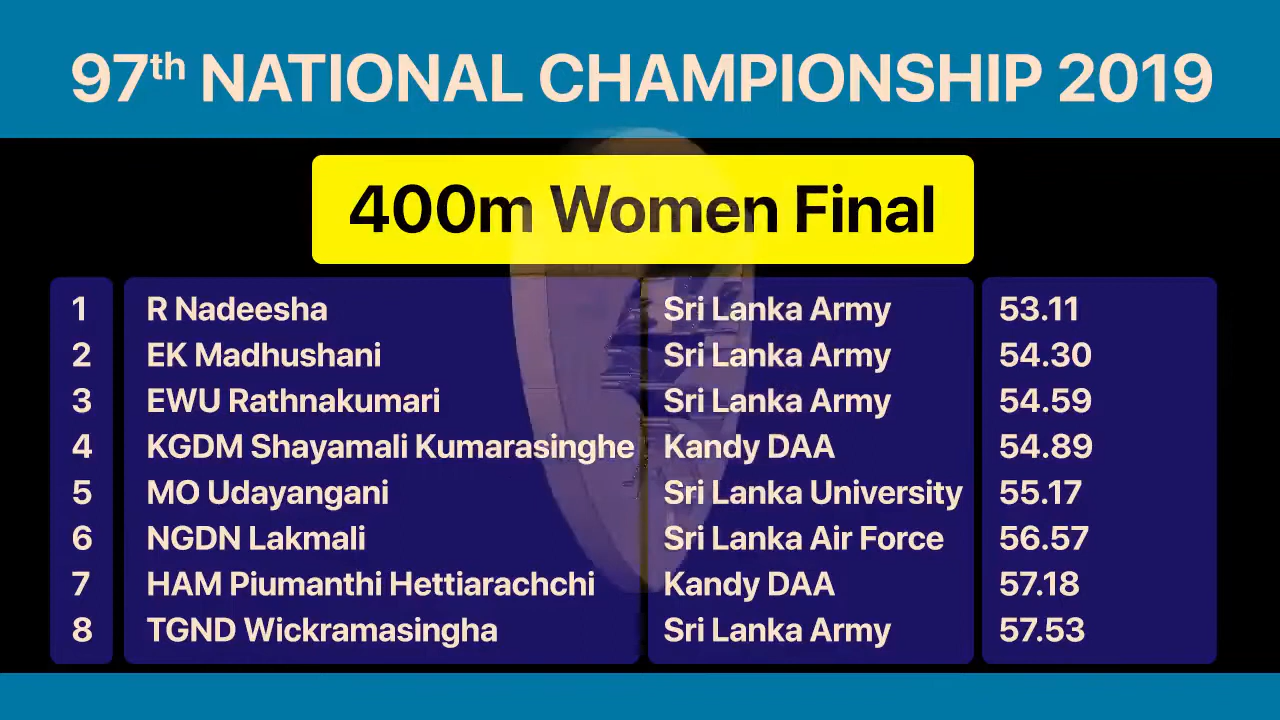 97th NATIONAL CHAMPIONSHIP 2019
400m Women Final
1 R Nadeesha Sri Lanka Army 53.11
2 EK Madhushani Sri Lanka Army 54.30
3 EWU Rathnakumari Sri Lanka Army 54.59
4 KGDM Shayamali Kumarasinghe Kandy DAA 54.89
5 MO Udayangani Sri Lanka University 55.17
6 NGDN Lakmali Sri Lanka Air Force 56.57
7 HAM Piumanthi Hettiarachchi Kandy DAA 57.18
8 TGND Wickramasingha Sri Lanka Army 57.53